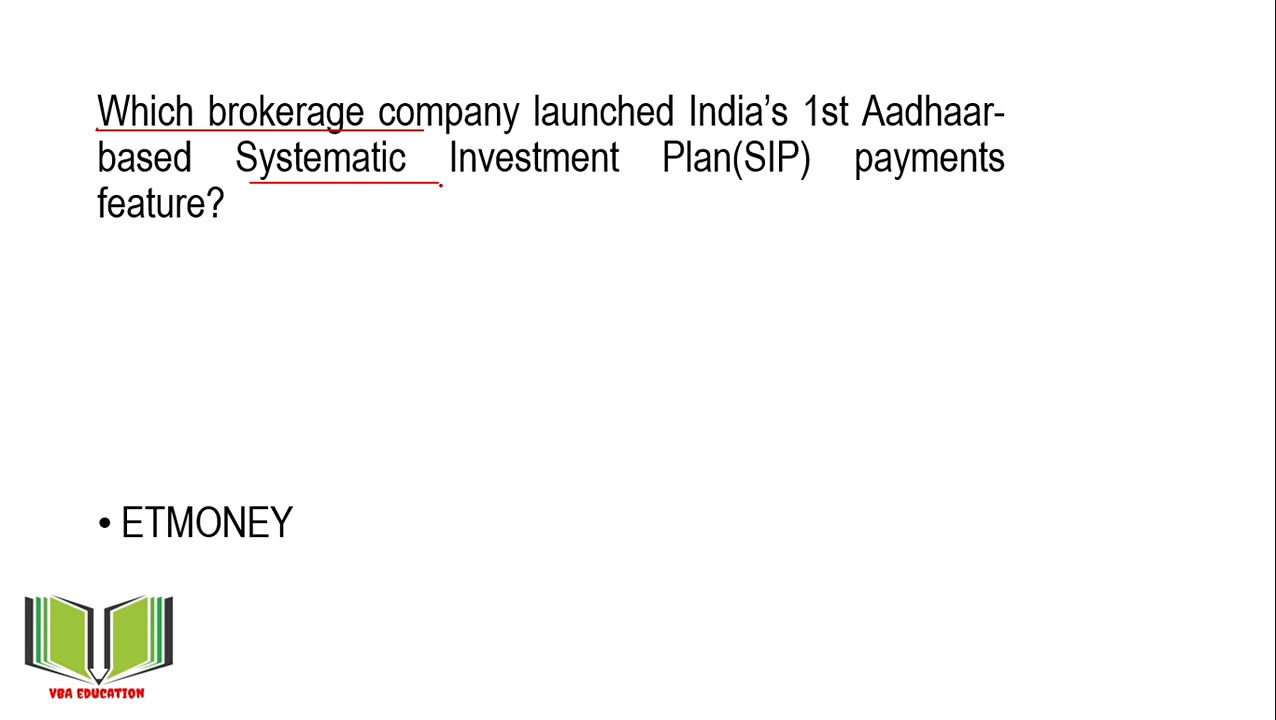 Which brokerage company launched India’s 1st Aadhaar-
based Systematic Investment Plan(SIP) payments
feature?
• ETMONEY
VBA EDUCATION